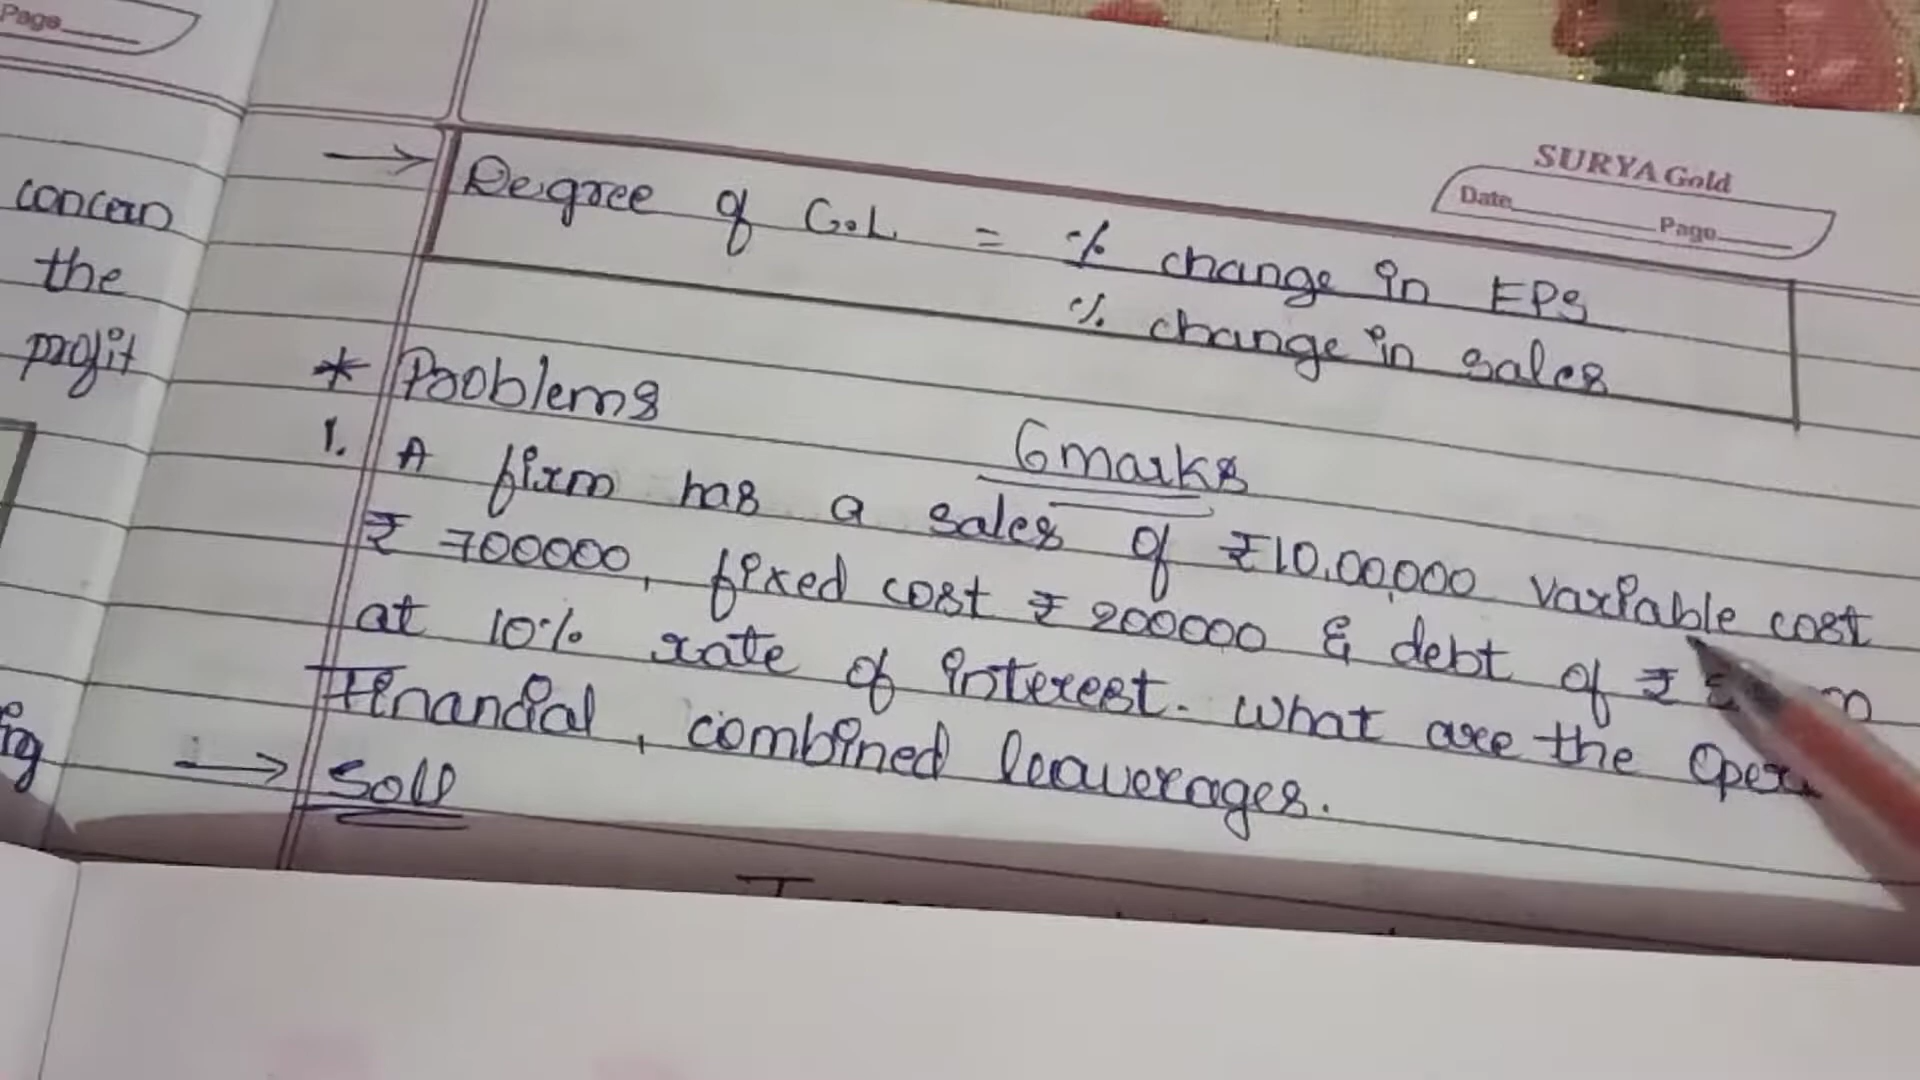 Page
concern
the
profit
ing
SURYA Gold
Date Page
→ Degree of C.L = % change in EPS
% change in sales
* Problems
6 marks
1. A firm has a sales of ₹10,00,000 variable cost
₹ 700000, fixed cost ₹ 200000 & debt of ₹
at 10% rate of interest. What are the Oper
Financial, combined leaverages.
→ Soll